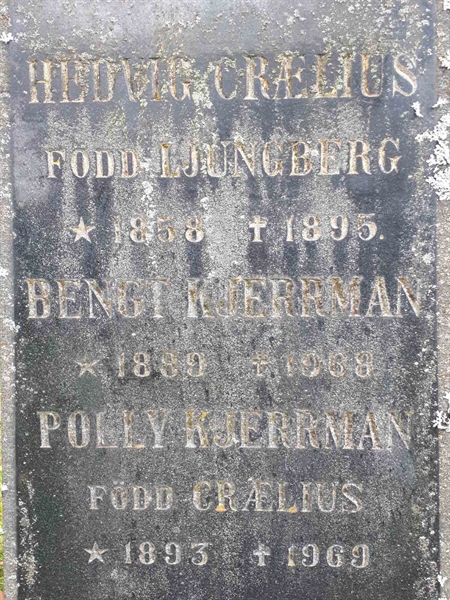 HEDVIG CRÆLIUS
FÖDD LJUNGBERG
★ 1858 † 1895.
BENGT KJERRMAN
★ 1889 † 1968
POLLY KJERRMAN
FÖDD CRÆLIUS
★ 1893 † 1969